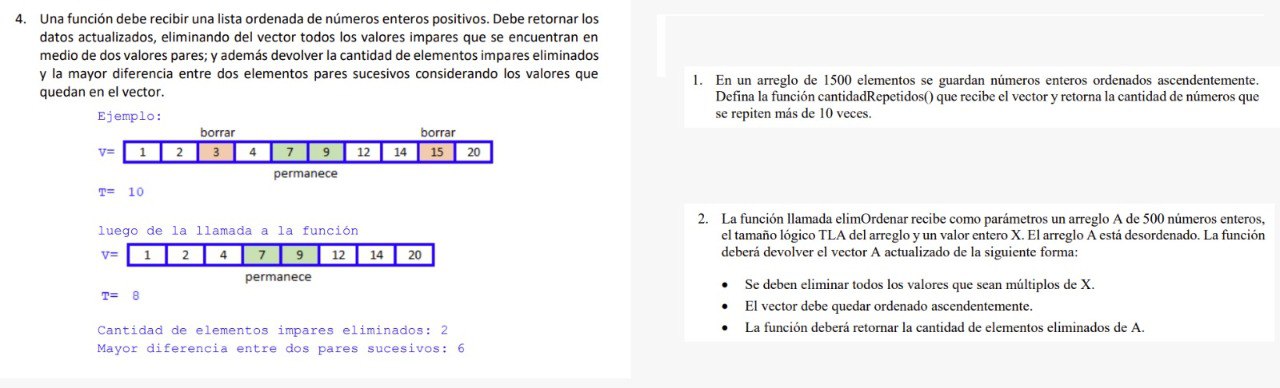 4. Una función debe recibir una lista ordenada de números enteros positivos. Debe retornar los
datos actualizados, eliminando del vector todos los valores impares que se encuentran en
medio de dos valores pares; y además devolver la cantidad de elementos impares eliminados
y la mayor diferencia entre dos elementos pares sucesivos considerando los valores que
quedan en el vector.
Ejemplo:
borrar borrar
V= 1 2 3 4 7 9 12 14 15 20
permanece
T= 10
luego de la llamada a la función
V= 1 2 4 7 9 12 14 20
permanece
T= 8
Cantidad de elementos impares eliminados: 2
Mayor diferencia entre dos pares sucesivos: 6
1. En un arreglo de 1500 elementos se guardan números enteros ordenados ascendentemente.
Defina la función cantidadRepetidos() que recibe el vector y retorna la cantidad de números que
se repiten más de 10 veces.
2. La función llamada elimOrdenar recibe como parámetros un arreglo A de 500 números enteros,
el tamaño lógico TLA del arreglo y un valor entero X. El arreglo A está desordenado. La función
deberá devolver el vector A actualizado de la siguiente forma:
• Se deben eliminar todos los valores que sean múltiplos de X.
• El vector debe quedar ordenado ascendentemente.
• La función deberá retornar la cantidad de elementos eliminados de A.